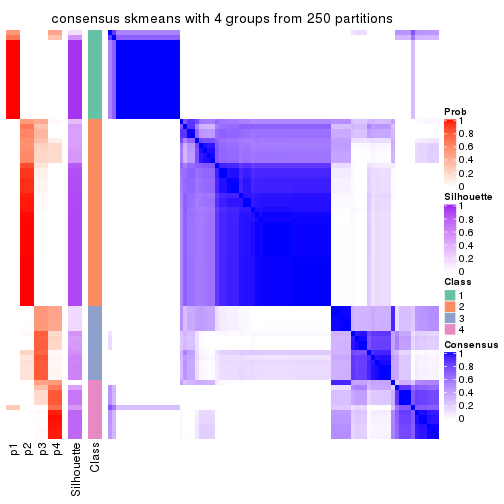 consensus skmeans with 4 groups from 250 partitions
Prob
1
0.8
0.6
0.4
0.2
0
Silhouette
1
0.8
0.6
0.4
0.2
0
Class
1
2
3
4
Consensus
1
0.8
0.6
0.4
0.2
0
p1
p2
p3
p4
Silhouette
Class